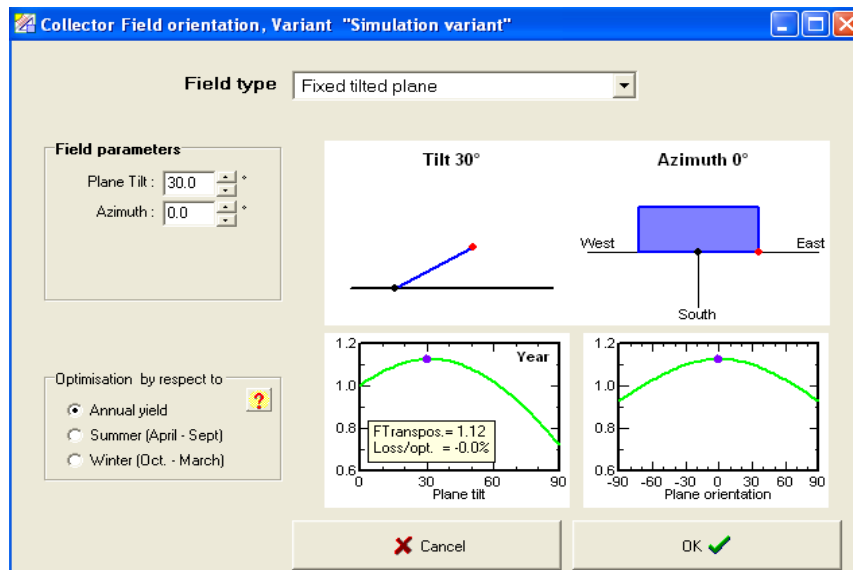 Collector Field orientation, Variant "Simulation variant"
Field type
Fixed tilted plane
Field parameters
Plane Tilt : 30.0 °
Azimuth : 0.0 °
Tilt 30°
Azimuth 0°
West
East
South
Optimisation by respect to
?
Annual yield
Summer (April - Sept)
Winter (Oct. - March)
1.2
1.0
0.8
0.6
Year
FTranspos.= 1.12
Loss/opt. = -0.0%
0 30 60 90
Plane tilt
1.2
1.0
0.8
0.6
-90 -60 -30 0 30 60 90
Plane orientation
Cancel
OK